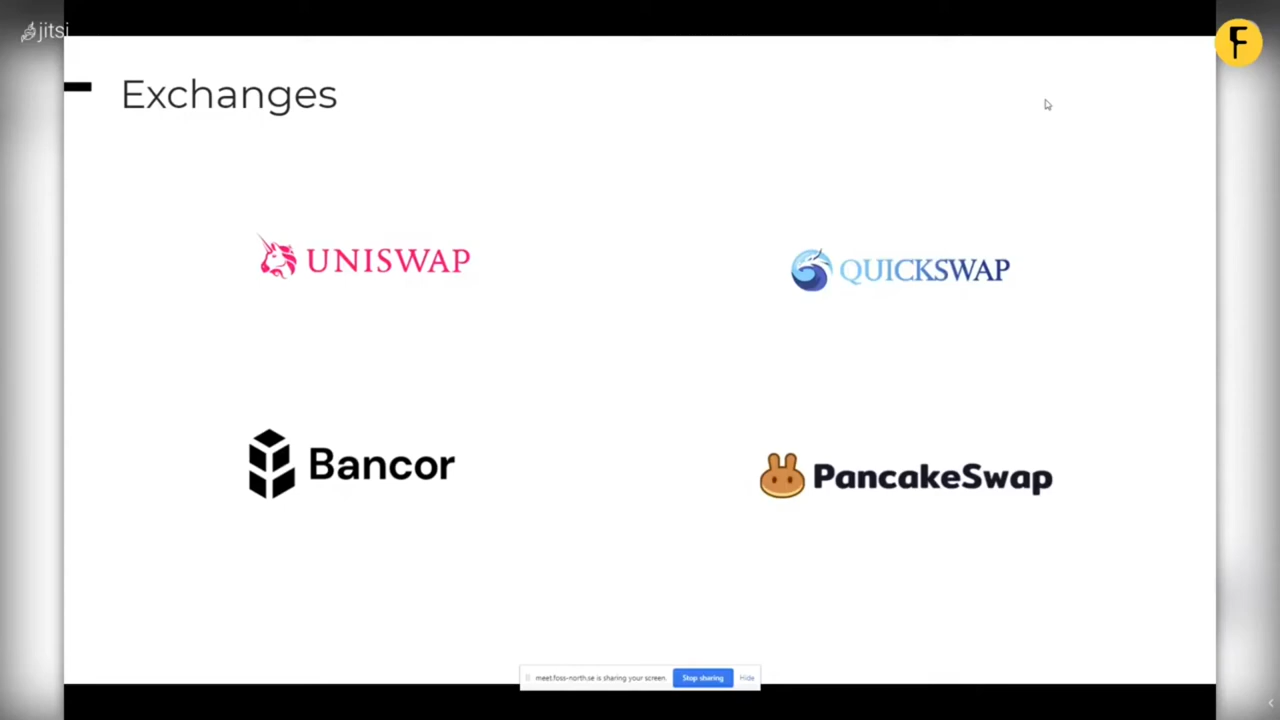 jitsi
F
Exchanges
UNISWAP
QUICKSWAP
Bancor
PancakeSwap
meet.foss-north.se is sharing your screen.
Stop sharing
Hide